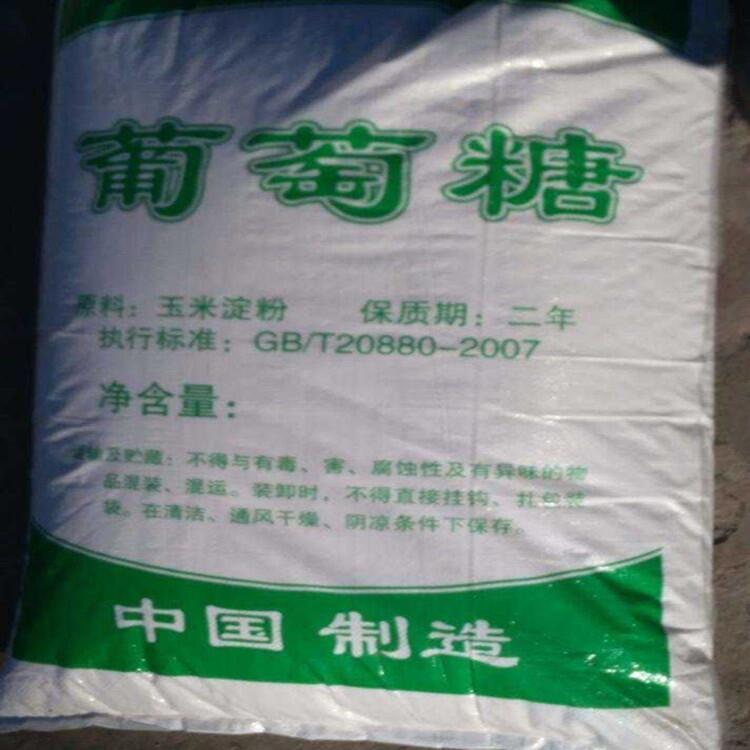 葡萄糖
原料：玉米淀粉 保质期：二年
执行标准：GB/T20880-2007
净含量：
运输及贮藏：不得与有毒、害、腐蚀性及有异味的物
品混装、混运。装卸时，不得直接挂钩、扎包装
袋。在清洁、通风干燥、阴凉条件下保存。
中国 制造